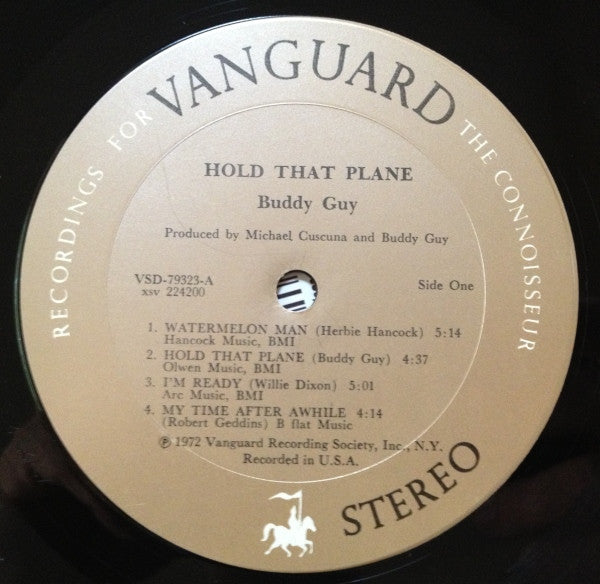 RECORDINGS FOR VANGUARD THE CONNOISSEUR
HOLD THAT PLANE
Buddy Guy
Produced by Michael Cuscuna and Buddy Guy
VSD-79323-A
xsv 224200
Side One
1. WATERMELON MAN (Herbie Hancock) 5:14
Hancock Music, BMI
2. HOLD THAT PLANE (Buddy Guy) 4:37
Olwen Music, BMI
3. I'M READY (Willie Dixon) 5:01
Arc Music, BMI
4. MY TIME AFTER AWHILE 4:14
(Robert Geddins) B flat Music
℗ 1972 Vanguard Recording Society, Inc., N.Y.
Recorded in U.S.A.
STEREO